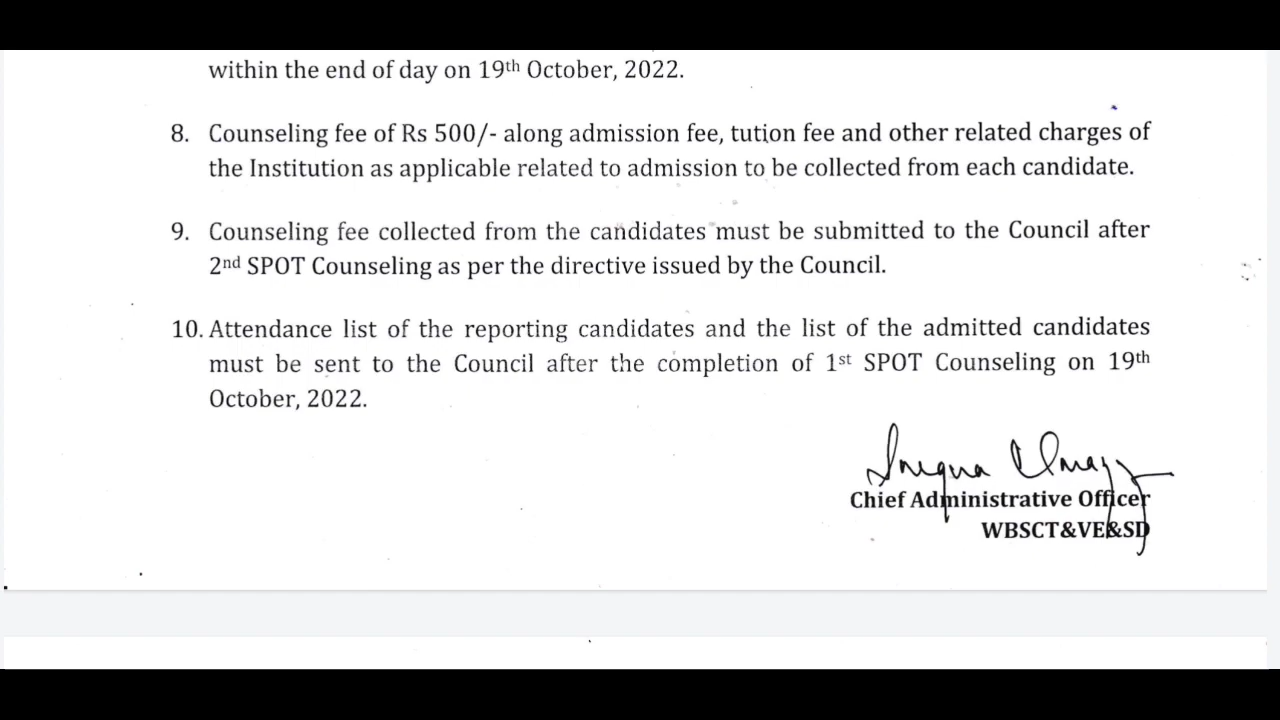 within the end of day on 19th October, 2022.
8. Counseling fee of Rs 500/- along admission fee, tution fee and other related charges of
the Institution as applicable related to admission to be collected from each candidate.
9. Counseling fee collected from the candidates must be submitted to the Council after
2nd SPOT Counseling as per the directive issued by the Council.
10. Attendance list of the reporting candidates and the list of the admitted candidates
must be sent to the Council after the completion of 1st SPOT Counseling on 19th
October, 2022.
Chief Administrative Officer
WBSCT&VE&SD